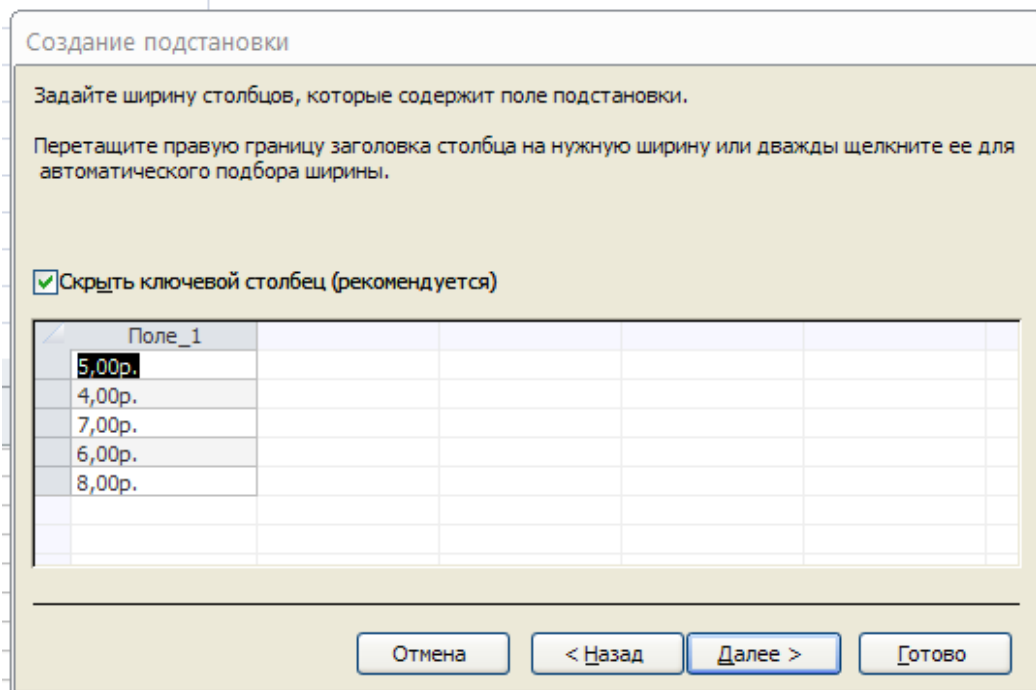 Создание подстановки
Задайте ширину столбцов, которые содержит поле подстановки.
Перетащите правую границу заголовка столбца на нужную ширину или дважды щелкните ее для
автоматического подбора ширины.
Скрыть ключевой столбец (рекомендуется)
Поле_1
5,00р.
4,00р.
7,00р.
6,00р.
8,00р.
Отмена < Назад Далее > Готово